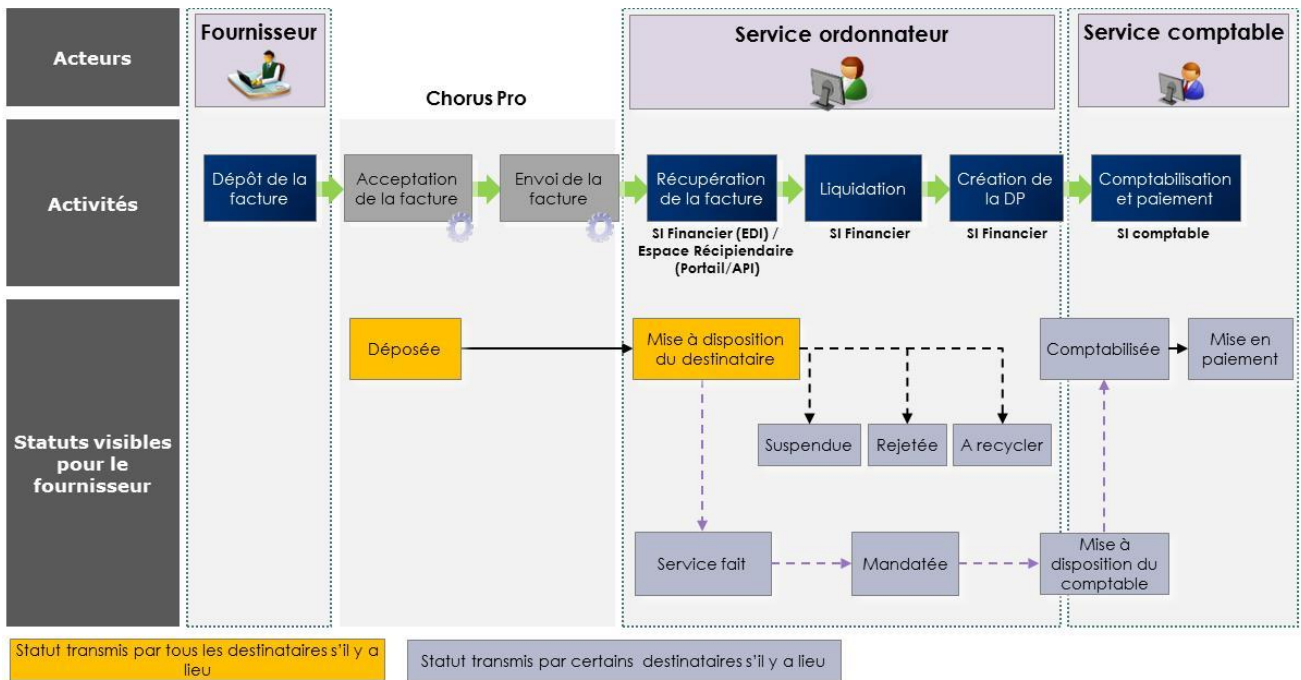 Acteurs
Fournisseur
Chorus Pro
Service ordonnateur
Service comptable
Activités
Dépôt de la
facture
Acceptation
de la facture
Envoi de la
facture
Récupération
de la facture
SI Financier (EDI) /
Espace Récipiendaire
(Portail/API)
Liquidation
SI Financier
Création de
la DP
SI Financier
Comptabilisation
et paiement
SI comptable
Statuts visibles
pour le
fournisseur
Déposée
Mise à disposition
du destinataire
Comptabilisée
Mise en
paiement
Suspendue
Rejetée
A recycler
Service fait
Mandatée
Mise à
disposition du
comptable
Statut transmis par tous les destinataires s'il y a
lieu
Statut transmis par certains destinataires s'il y a lieu